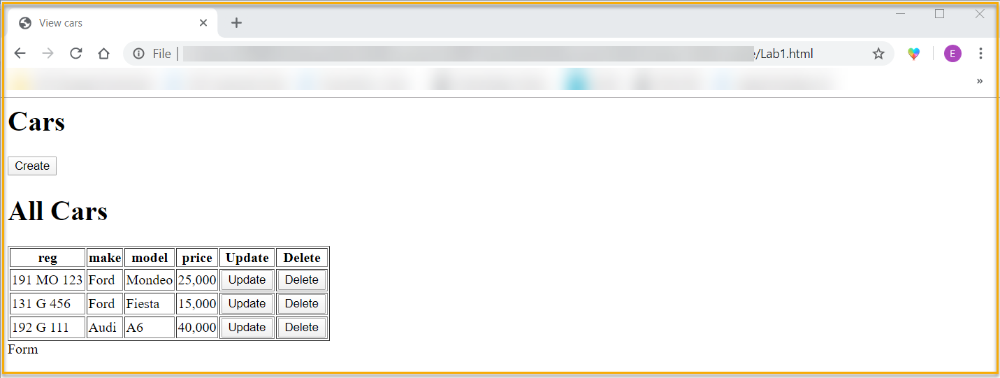 View cars
File | e/Lab1.html
E
»
Cars
Create
All Cars
reg make model price Update Delete
191 MO 123 Ford Mondeo 25,000 Update Delete
131 G 456 Ford Fiesta 15,000 Update Delete
192 G 111 Audi A6 40,000 Update Delete
Form